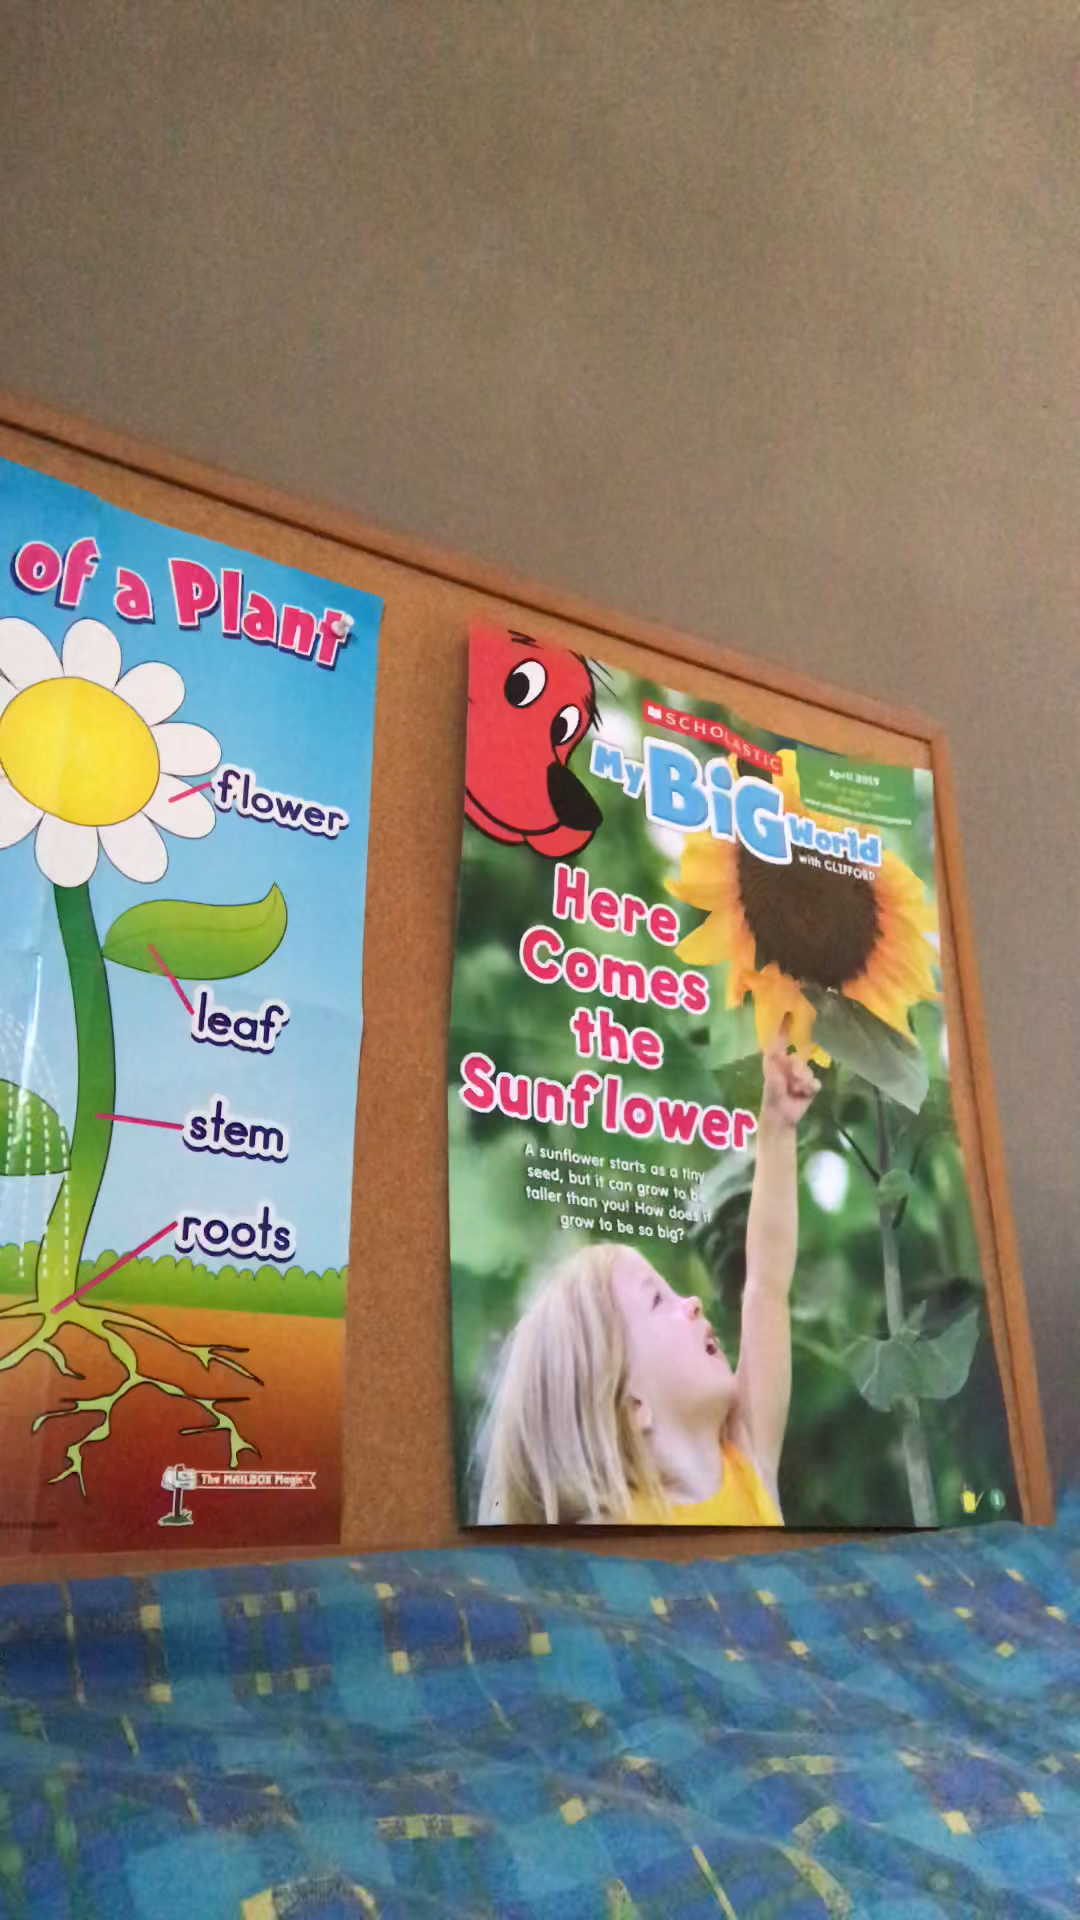 of a Plant
flower
leaf
stem
roots
The MAILBOX Magic
SCHOLASTIC
My BiG World
with CLIFFORD
April 2017
Here
Comes
the
Sunflower
A sunflower starts as a tiny
seed, but it can grow to be
taller than you! How does it
grow to be so big?